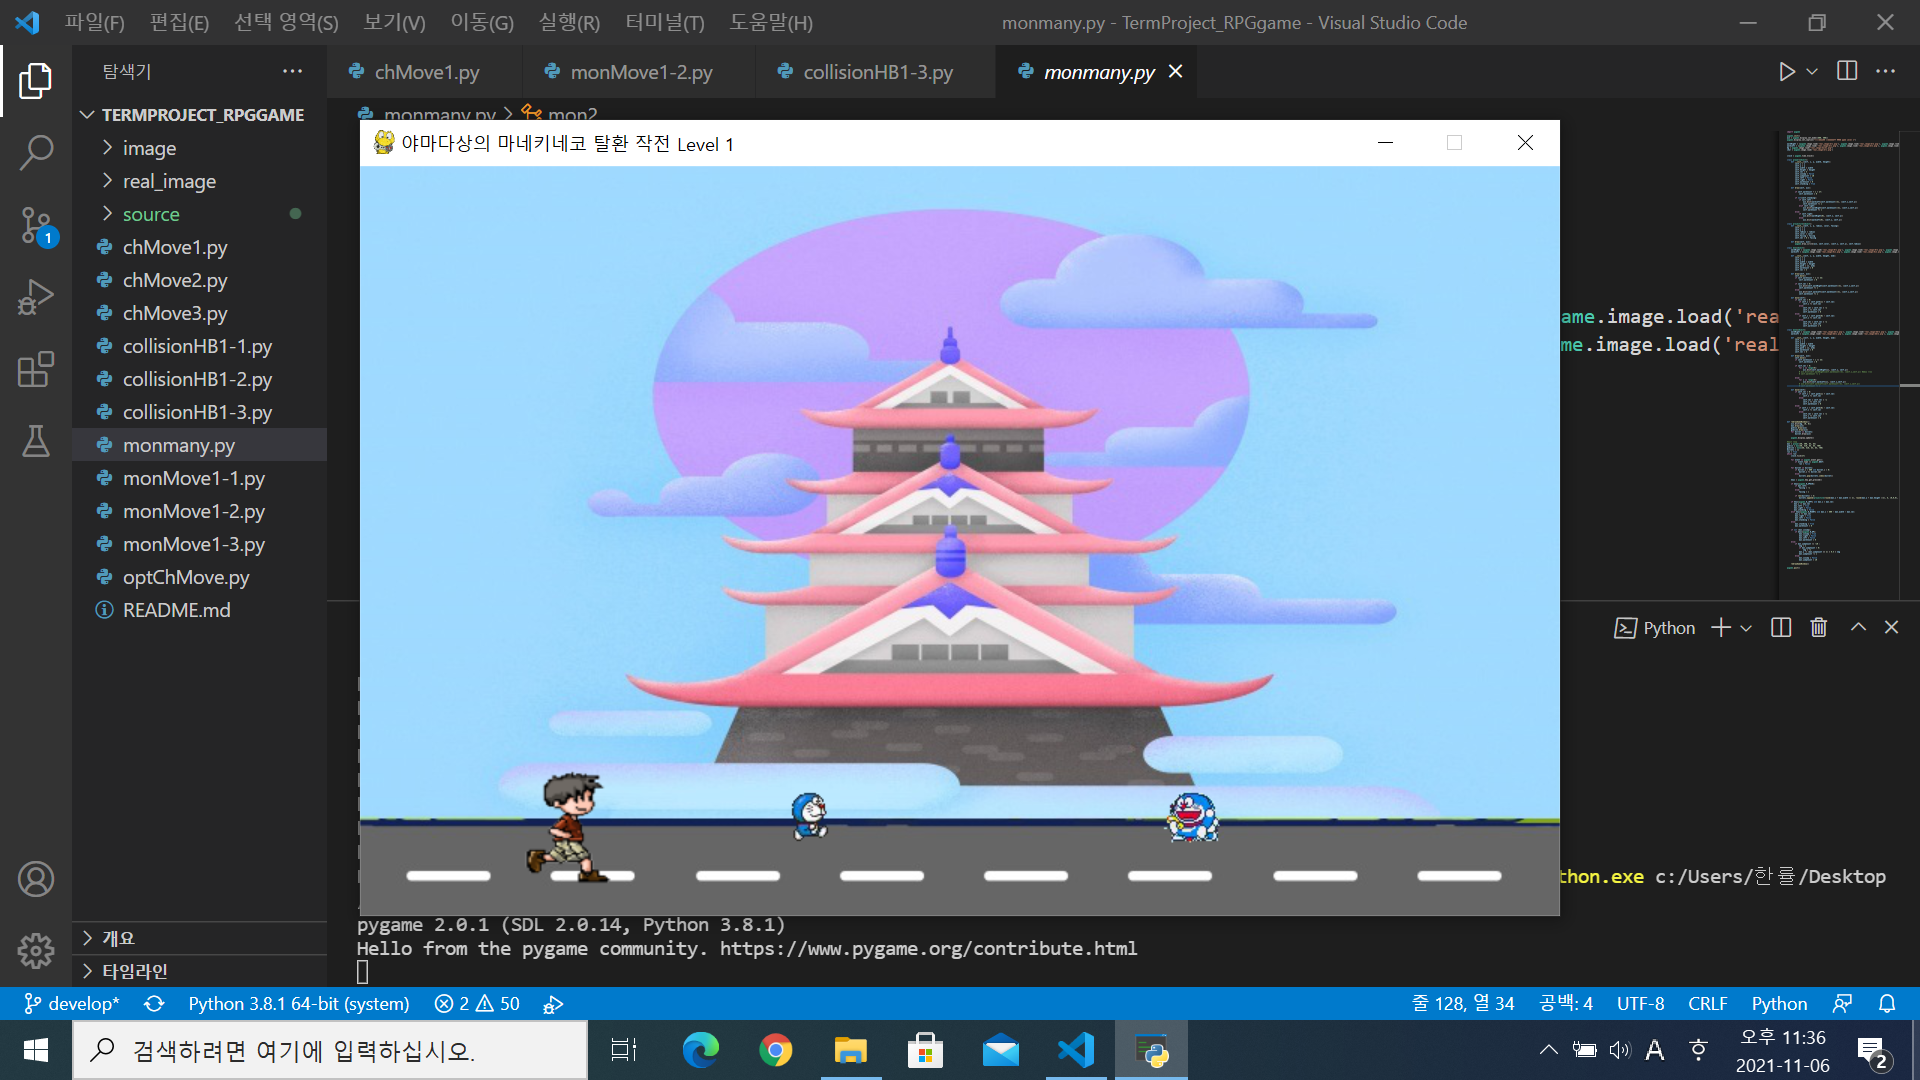 파일(F) 편집(E) 선택 영역(S) 보기(V) 이동(G) 실행(R) 터미널(T) 도움말(H) monmany.py - TermProject_RPGgame - Visual Studio Code
탐색기
chMove1.py monMove1-2.py collisionHB1-3.py monmany.py
monmany.py mon2
TERMPROJECT_RPGGAME
image
real_image
source
chMove1.py
chMove2.py
chMove3.py
collisionHB1-1.py
collisionHB1-2.py
collisionHB1-3.py
monmany.py
monMove1-1.py
monMove1-2.py
monMove1-3.py
optChMove.py
README.md
1
개요
타임라인
야마다상의 마네키네코 탈환 작전 Level 1
ame.image.load('rea
me.image.load('real
Python
thon.exe c:/Users/한률/Desktop
pygame 2.0.1 (SDL 2.0.14, Python 3.8.1)
Hello from the pygame community. https://www.pygame.org/contribute.html
develop* Python 3.8.1 64-bit (system) 2 50 줄 128, 열 34 공백: 4 UTF-8 CRLF Python
검색하려면 여기에 입력하십시오.
A
오후 11:36
2021-11-06
2